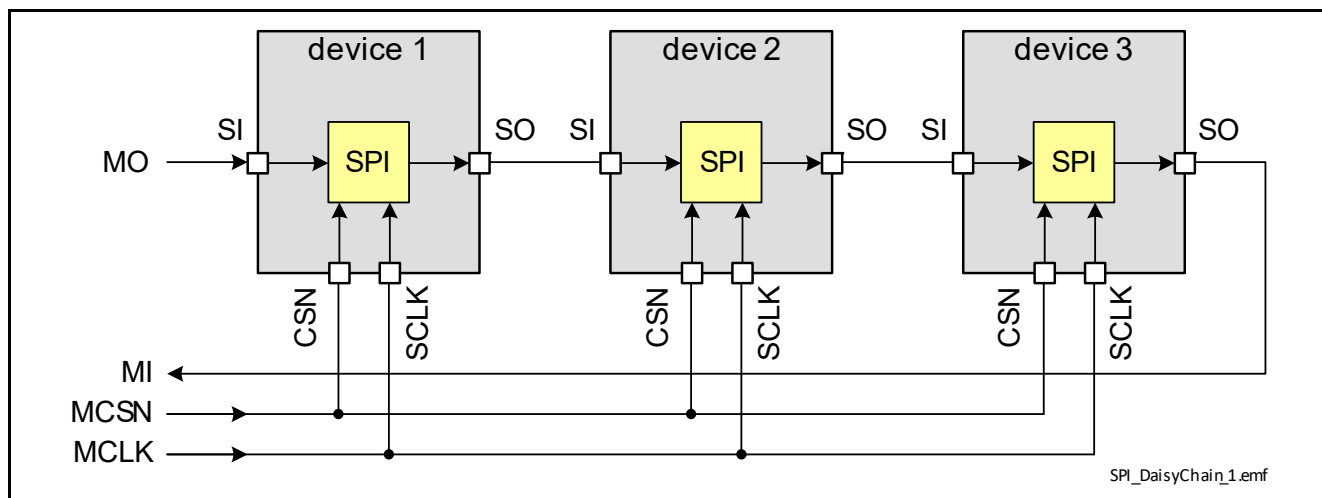 device 1
device 2
device 3
SI
SO
SI
SO
SI
SO
MO
SPI
SPI
SPI
CSN
SCLK
CSN
SCLK
CSN
SCLK
MI
MCSN
MCLK
SPI_DaisyChain_1.emf